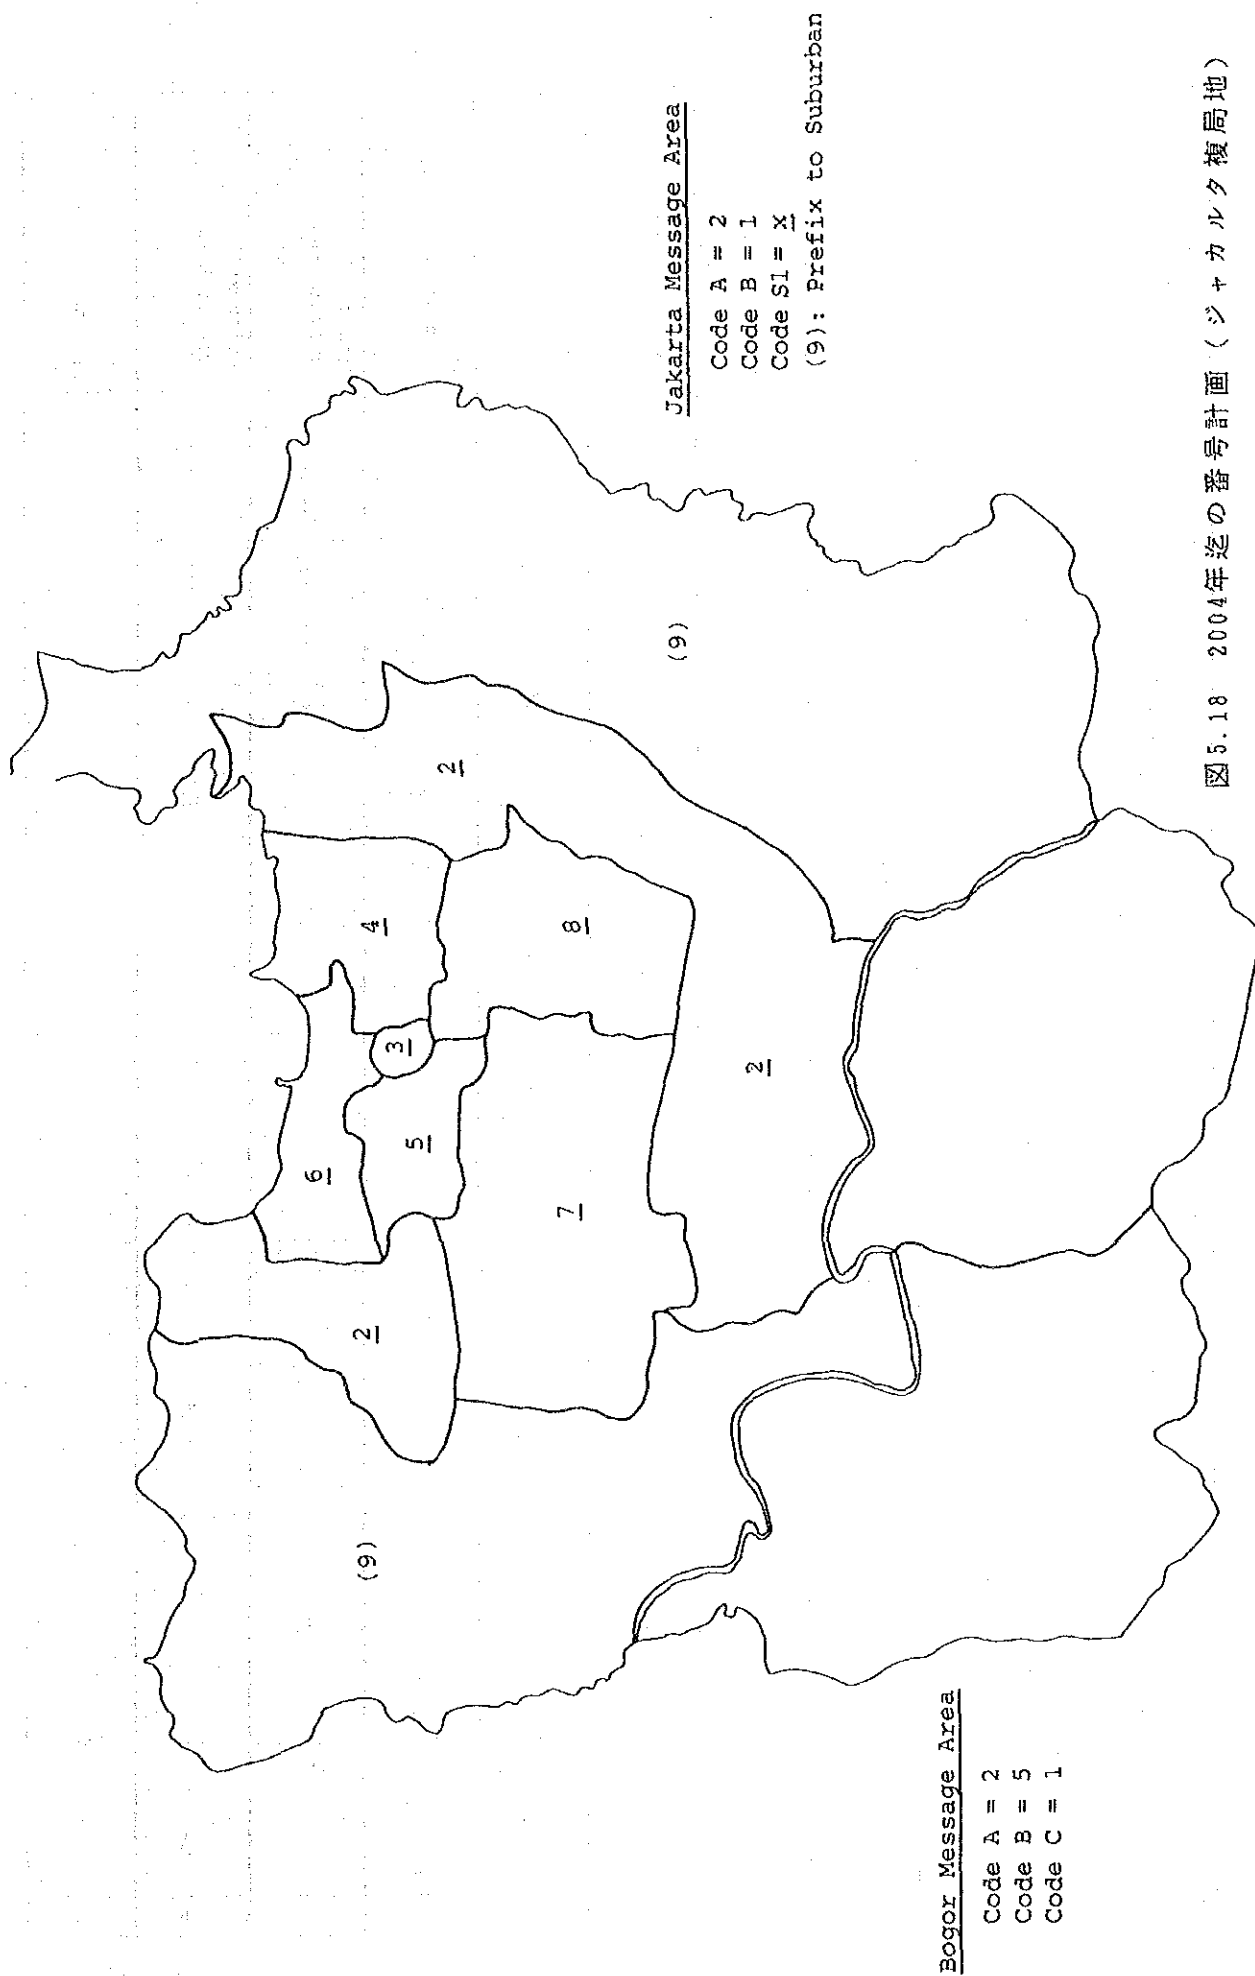 (9)
2
6
5
3
4
2
7
8
2
(9)
Jakarta Message Area
Code A = 2
Code B = 1
Code S1 = X
(9): Prefix to Suburban
Bogor Message Area
Code A = 2
Code B = 5
Code C = 1
図5.18 2004年迄の番号計画(ジャカルタ複局地)